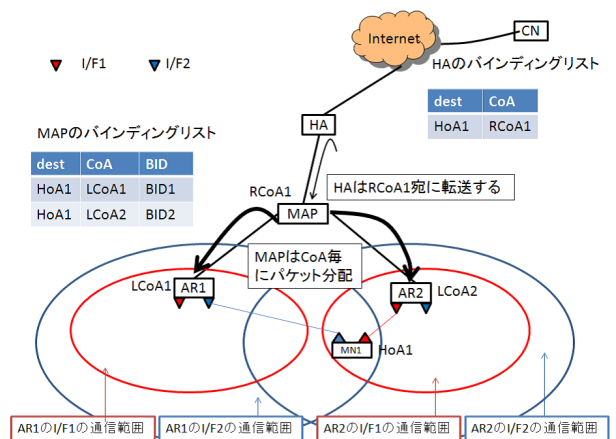 Internet
CN
I/F1
I/F2
HAのバインディングリスト
dest CoA
HoA1 RCoA1
HA
MAPのバインディングリスト
dest CoA BID
HoA1 LCoA1 BID1
HoA1 LCoA2 BID2
RCoA1
HAはRCoA1宛に転送する
MAP
MAPはCoA毎
にパケット分配
LCoA1
AR1
AR2
LCoA2
MN1
HoA1
AR1のI/F1の通信範囲
AR1のI/F2の通信範囲
AR2のI/F1の通信範囲
AR2のI/F2の通信範囲